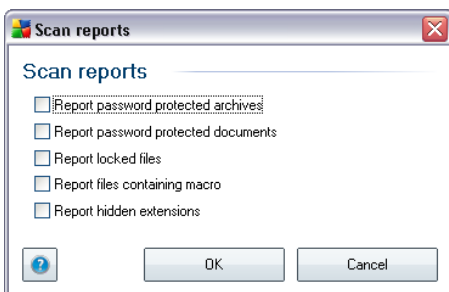 Scan reports
Scan reports
Report password protected archives
Report password protected documents
Report locked files
Report files containing macro
Report hidden extensions
?
OK
Cancel